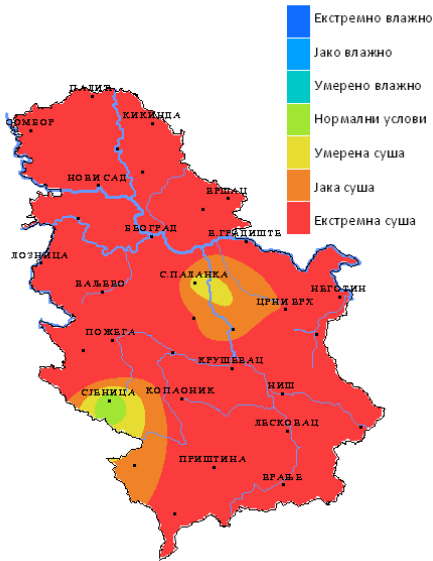 Екстремно влажно
Јако влажно
Умерено влажно
Нормални услови
Умерена суша
Јака суша
Екстремна суша
ПАЛИЋ
СОМБОР
КИКИНДА
НОВИ САД
ВРШАЦ
БЕОГРАД
В.ГРАДИШТЕ
ЛОЗНИЦА
С.ПАЛАНКА
ВАЉЕВО
НЕГОТИН
ЦРНИ ВРХ
ПОЖЕГА
КРУШЕВАЦ
СЈЕНИЦА
КОПАОНИК
НИШ
ЛЕСКОВАЦ
ПРИШТИНА
ВРАЊЕ